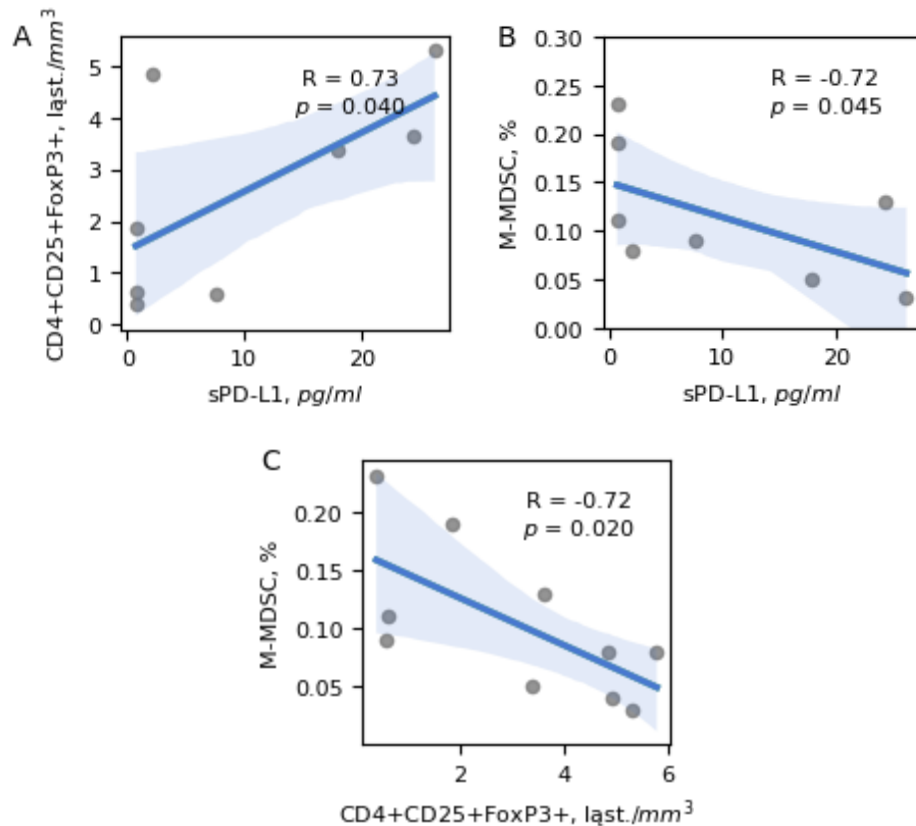 A
CD4+CD25+FoxP3+, ląst./mm³
5
4
3
2
1
0
R = 0.73
p = 0.040
0 10 20
sPD-L1, pg/ml
B
M-MDSC, %
0.30
0.25
0.20
0.15
0.10
0.05
0.00
R = -0.72
p = 0.045
0 10 20
sPD-L1, pg/ml
C
M-MDSC, %
0.20
0.15
0.10
0.05
R = -0.72
p = 0.020
2 4 6
CD4+CD25+FoxP3+, ląst./mm³